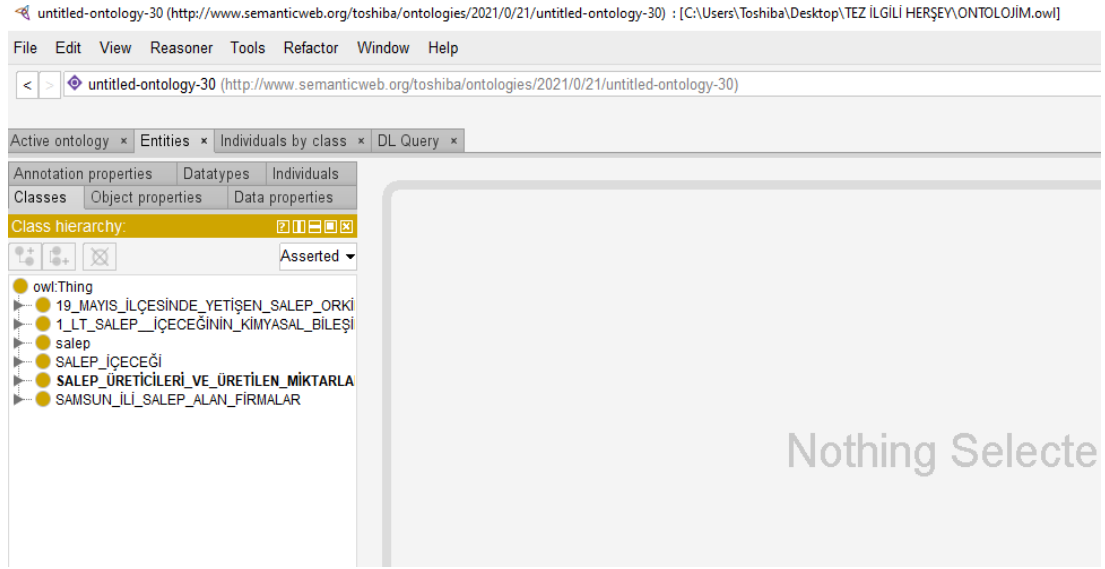 untitled-ontology-30 (http://www.semanticweb.org/toshiba/ontologies/2021/0/21/untitled-ontology-30) : [C:\Users\Toshiba\Desktop\TEZ İLGİLİ HERŞEY\ONTOLOJİM.owl]
File Edit View Reasoner Tools Refactor Window Help
< > untitled-ontology-30 (http://www.semanticweb.org/toshiba/ontologies/2021/0/21/untitled-ontology-30)
Active ontology × Entities × Individuals by class × DL Query ×
Annotation properties Datatypes Individuals
Classes Object properties Data properties
Class hierarchy:
Asserted
owl:Thing
19_MAYIS_İLÇESİNDE_YETİŞEN_SALEP_ORKİ
1_LT_SALEP__İÇECEĞİNİN_KİMYASAL_BİLEŞİ
salep
SALEP_İÇECEĞİ
SALEP_ÜRETİCİLERİ_VE_ÜRETİLEN_MİKTARLA
SAMSUN_İLİ_SALEP_ALAN_FİRMALAR
Nothing Selecte